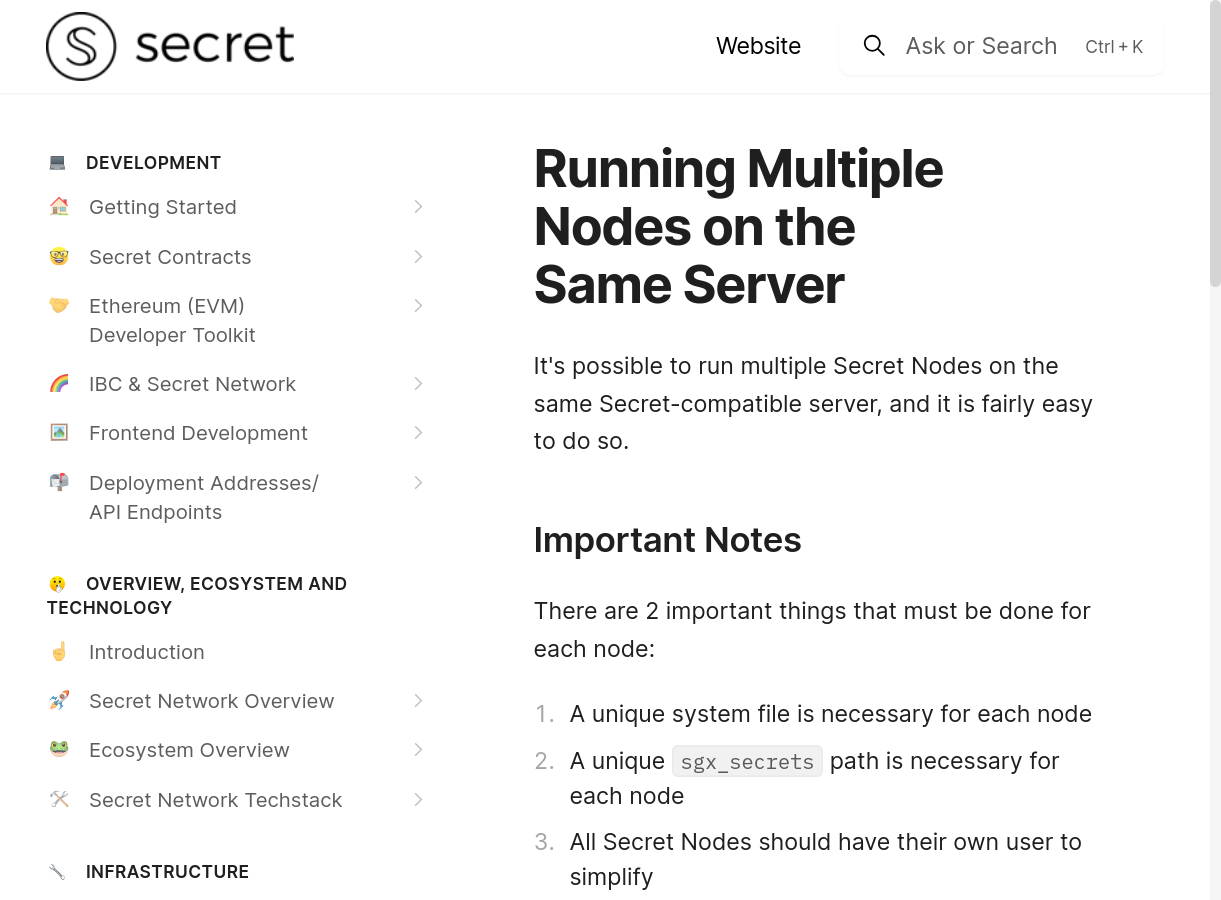 secret
Website
Ask or Search
Ctrl + K
DEVELOPMENT
Getting Started
Secret Contracts
Ethereum (EVM)
Developer Toolkit
IBC & Secret Network
Frontend Development
Deployment Addresses/
API Endpoints
OVERVIEW, ECOSYSTEM AND
TECHNOLOGY
Introduction
Secret Network Overview
Ecosystem Overview
Secret Network Techstack
INFRASTRUCTURE
Running Multiple
Nodes on the
Same Server
It's possible to run multiple Secret Nodes on the
same Secret-compatible server, and it is fairly easy
to do so.
Important Notes
There are 2 important things that must be done for
each node:
1. A unique system file is necessary for each node
2. A unique sgx_secrets path is necessary for
each node
3. All Secret Nodes should have their own user to
simplify